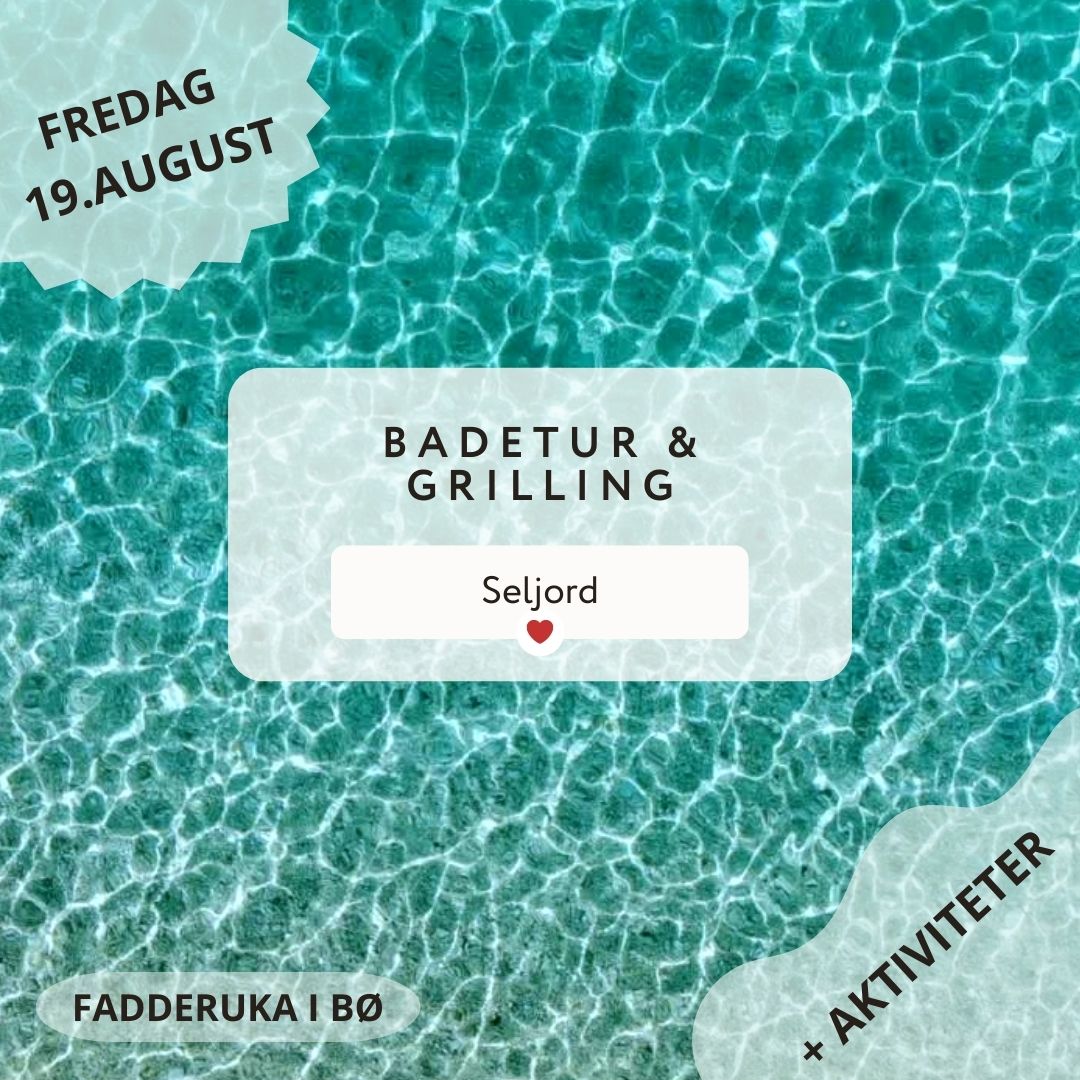 FREDAG
19.AUGUST
BADETUR &
GRILLING
Seljord
+ AKTIVITETER
FADDERUKA I BØ